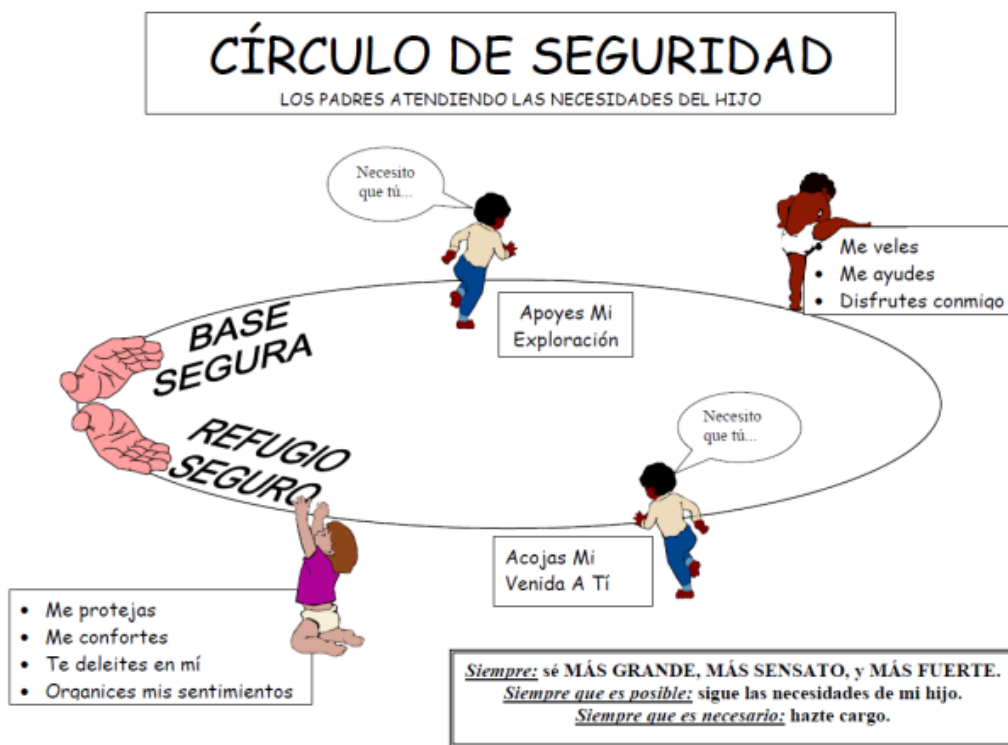 CÍRCULO DE SEGURIDAD
LOS PADRES ATENDIENDO LAS NECESIDADES DEL HIJO
Necesito
que tú...
• Me veles
• Me ayudes
• Disfrutes conmigo
Apoyes Mi
Exploración
BASE
SEGURA
REFUGIO
SEGURO
Necesito
que tú...
Acojas Mi
Venida A Tí
• Me protejas
• Me confortes
• Te deleites en mí
• Organices mis sentimientos
Siempre: sé MÁS GRANDE, MÁS SENSATO, y MÁS FUERTE.
Siempre que es posible: sigue las necesidades de mi hijo.
Siempre que es necesario: hazte cargo.